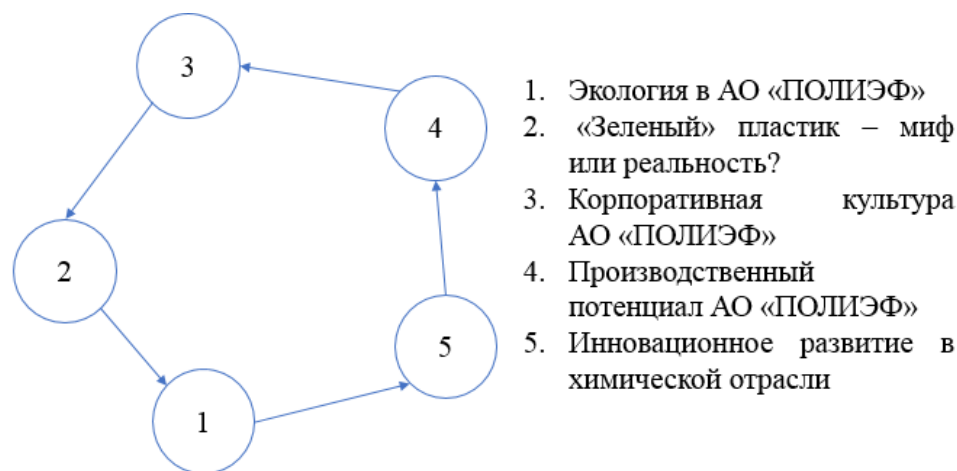 3
4
2
5
1
1. Экология в АО «ПОЛИЭФ»
2. «Зеленый» пластик – миф
или реальность?
3. Корпоративная культура
АО «ПОЛИЭФ»
4. Производственный
потенциал АО «ПОЛИЭФ»
5. Инновационное развитие в
химической отрасли